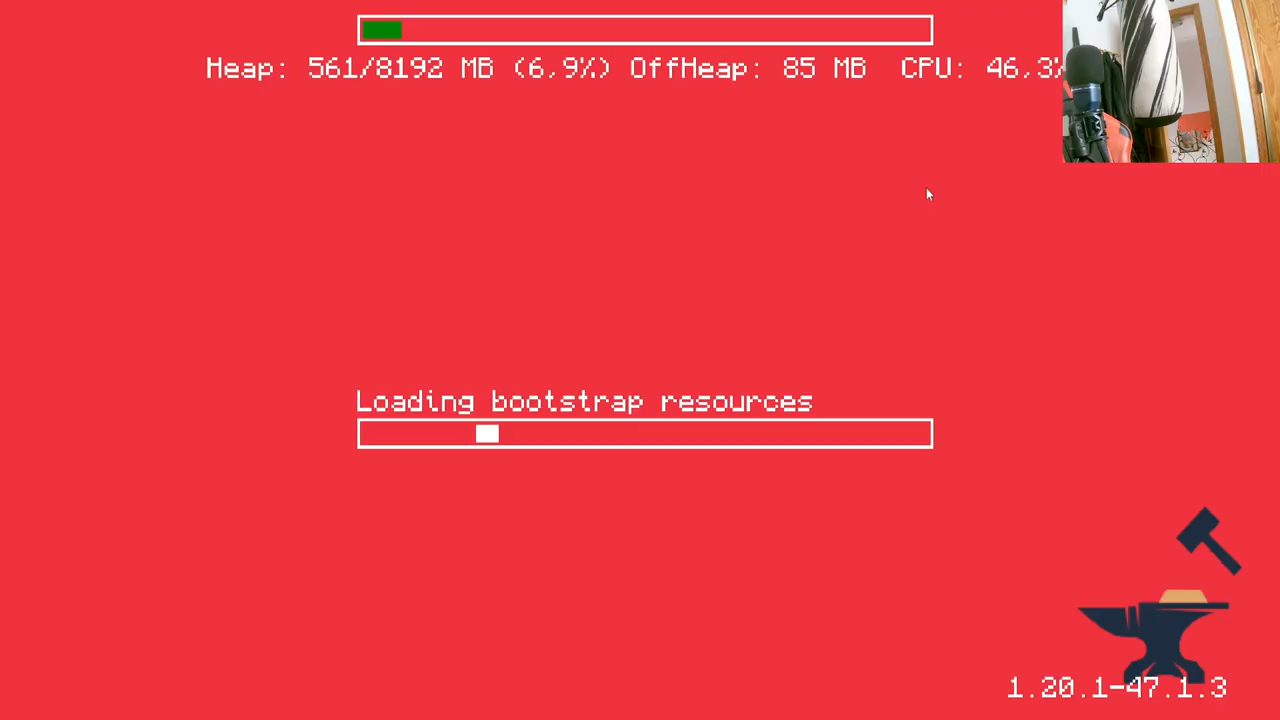 Heap: 561/8192 MB (6,9%) OffHeap: 85 MB CPU: 46,3%
Loading bootstrap resources
1.20.1-47.1.3